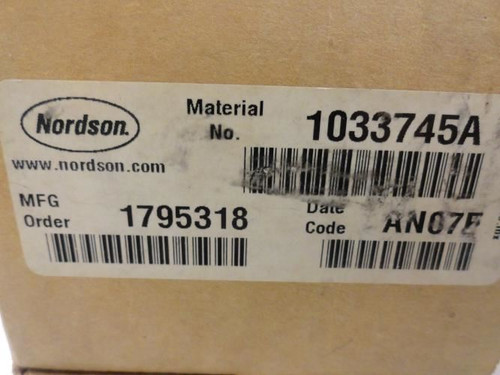 Nordson.
www.nordson.com
Material No. 1033745A
MFG Order 1795318
Date Code